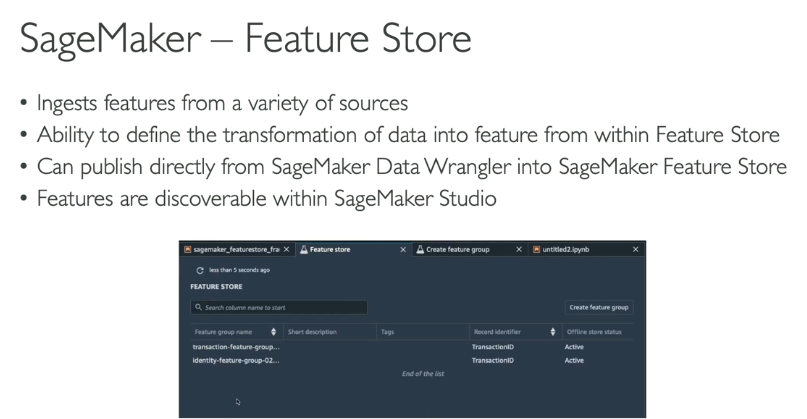 SageMaker – Feature Store
• Ingests features from a variety of sources
• Ability to define the transformation of data into feature from within Feature Store
• Can publish directly from SageMaker Data Wrangler into SageMaker Feature Store
• Features are discoverable within SageMaker Studio
sagemaker_featurestore_fra Feature store Create feature group untitled2.ipynb
less than 5 seconds ago
FEATURE STORE
Search column name to start Create feature group
Feature group name Short description Tags Record identifier Offline store status
transaction-feature-group... TransactionID Active
identity-feature-group-02... TransactionID Active
End of the list